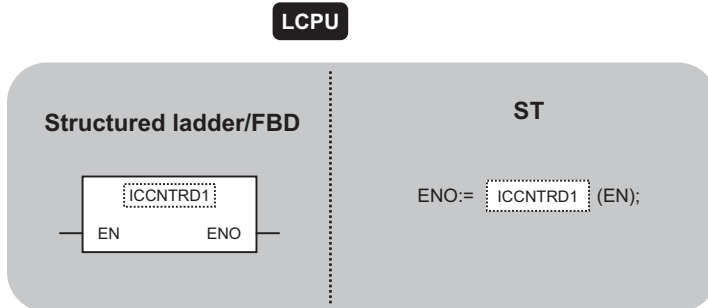 LCPU
Structured ladder/FBD
ICCNTRD1
EN ENO
ST
ENO:= ICCNTRD1 (EN);